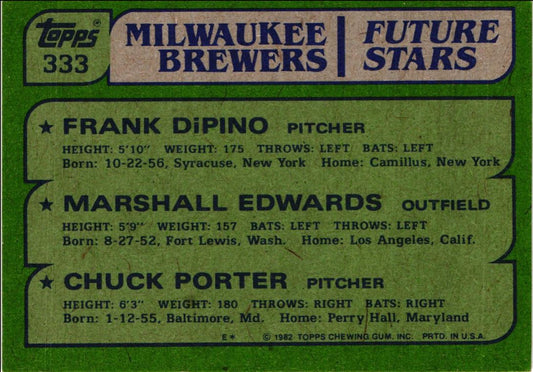 Topps
333
MILWAUKEE BREWERS
FUTURE STARS
★ FRANK DiPINO PITCHER
HEIGHT: 5'10" WEIGHT: 175 THROWS: LEFT BATS: LEFT
Born: 10-22-56, Syracuse, New York Home: Camillus, New York
★ MARSHALL EDWARDS OUTFIELD
HEIGHT: 5'9" WEIGHT: 157 BATS: LEFT THROWS: LEFT
Born: 8-27-52, Fort Lewis, Wash. Home: Los Angeles, Calif.
★ CHUCK PORTER PITCHER
HEIGHT: 6'3" WEIGHT: 180 THROWS: RIGHT BATS: RIGHT
Born: 1-12-55, Baltimore, Md. Home: Perry Hall, Maryland
E* © 1982 TOPPS CHEWING GUM, INC. PRTD. IN U.S.A.